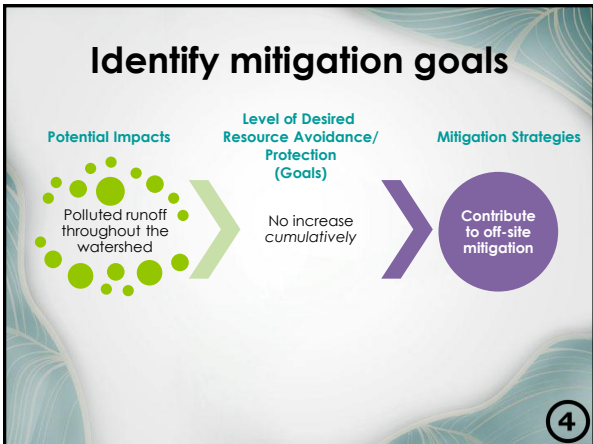 Identify mitigation goals
Potential Impacts
Polluted runoff
throughout the
watershed
Level of Desired
Resource Avoidance/
Protection
(Goals)
No increase
cumulatively
Mitigation Strategies
Contribute
to off-site
mitigation
4